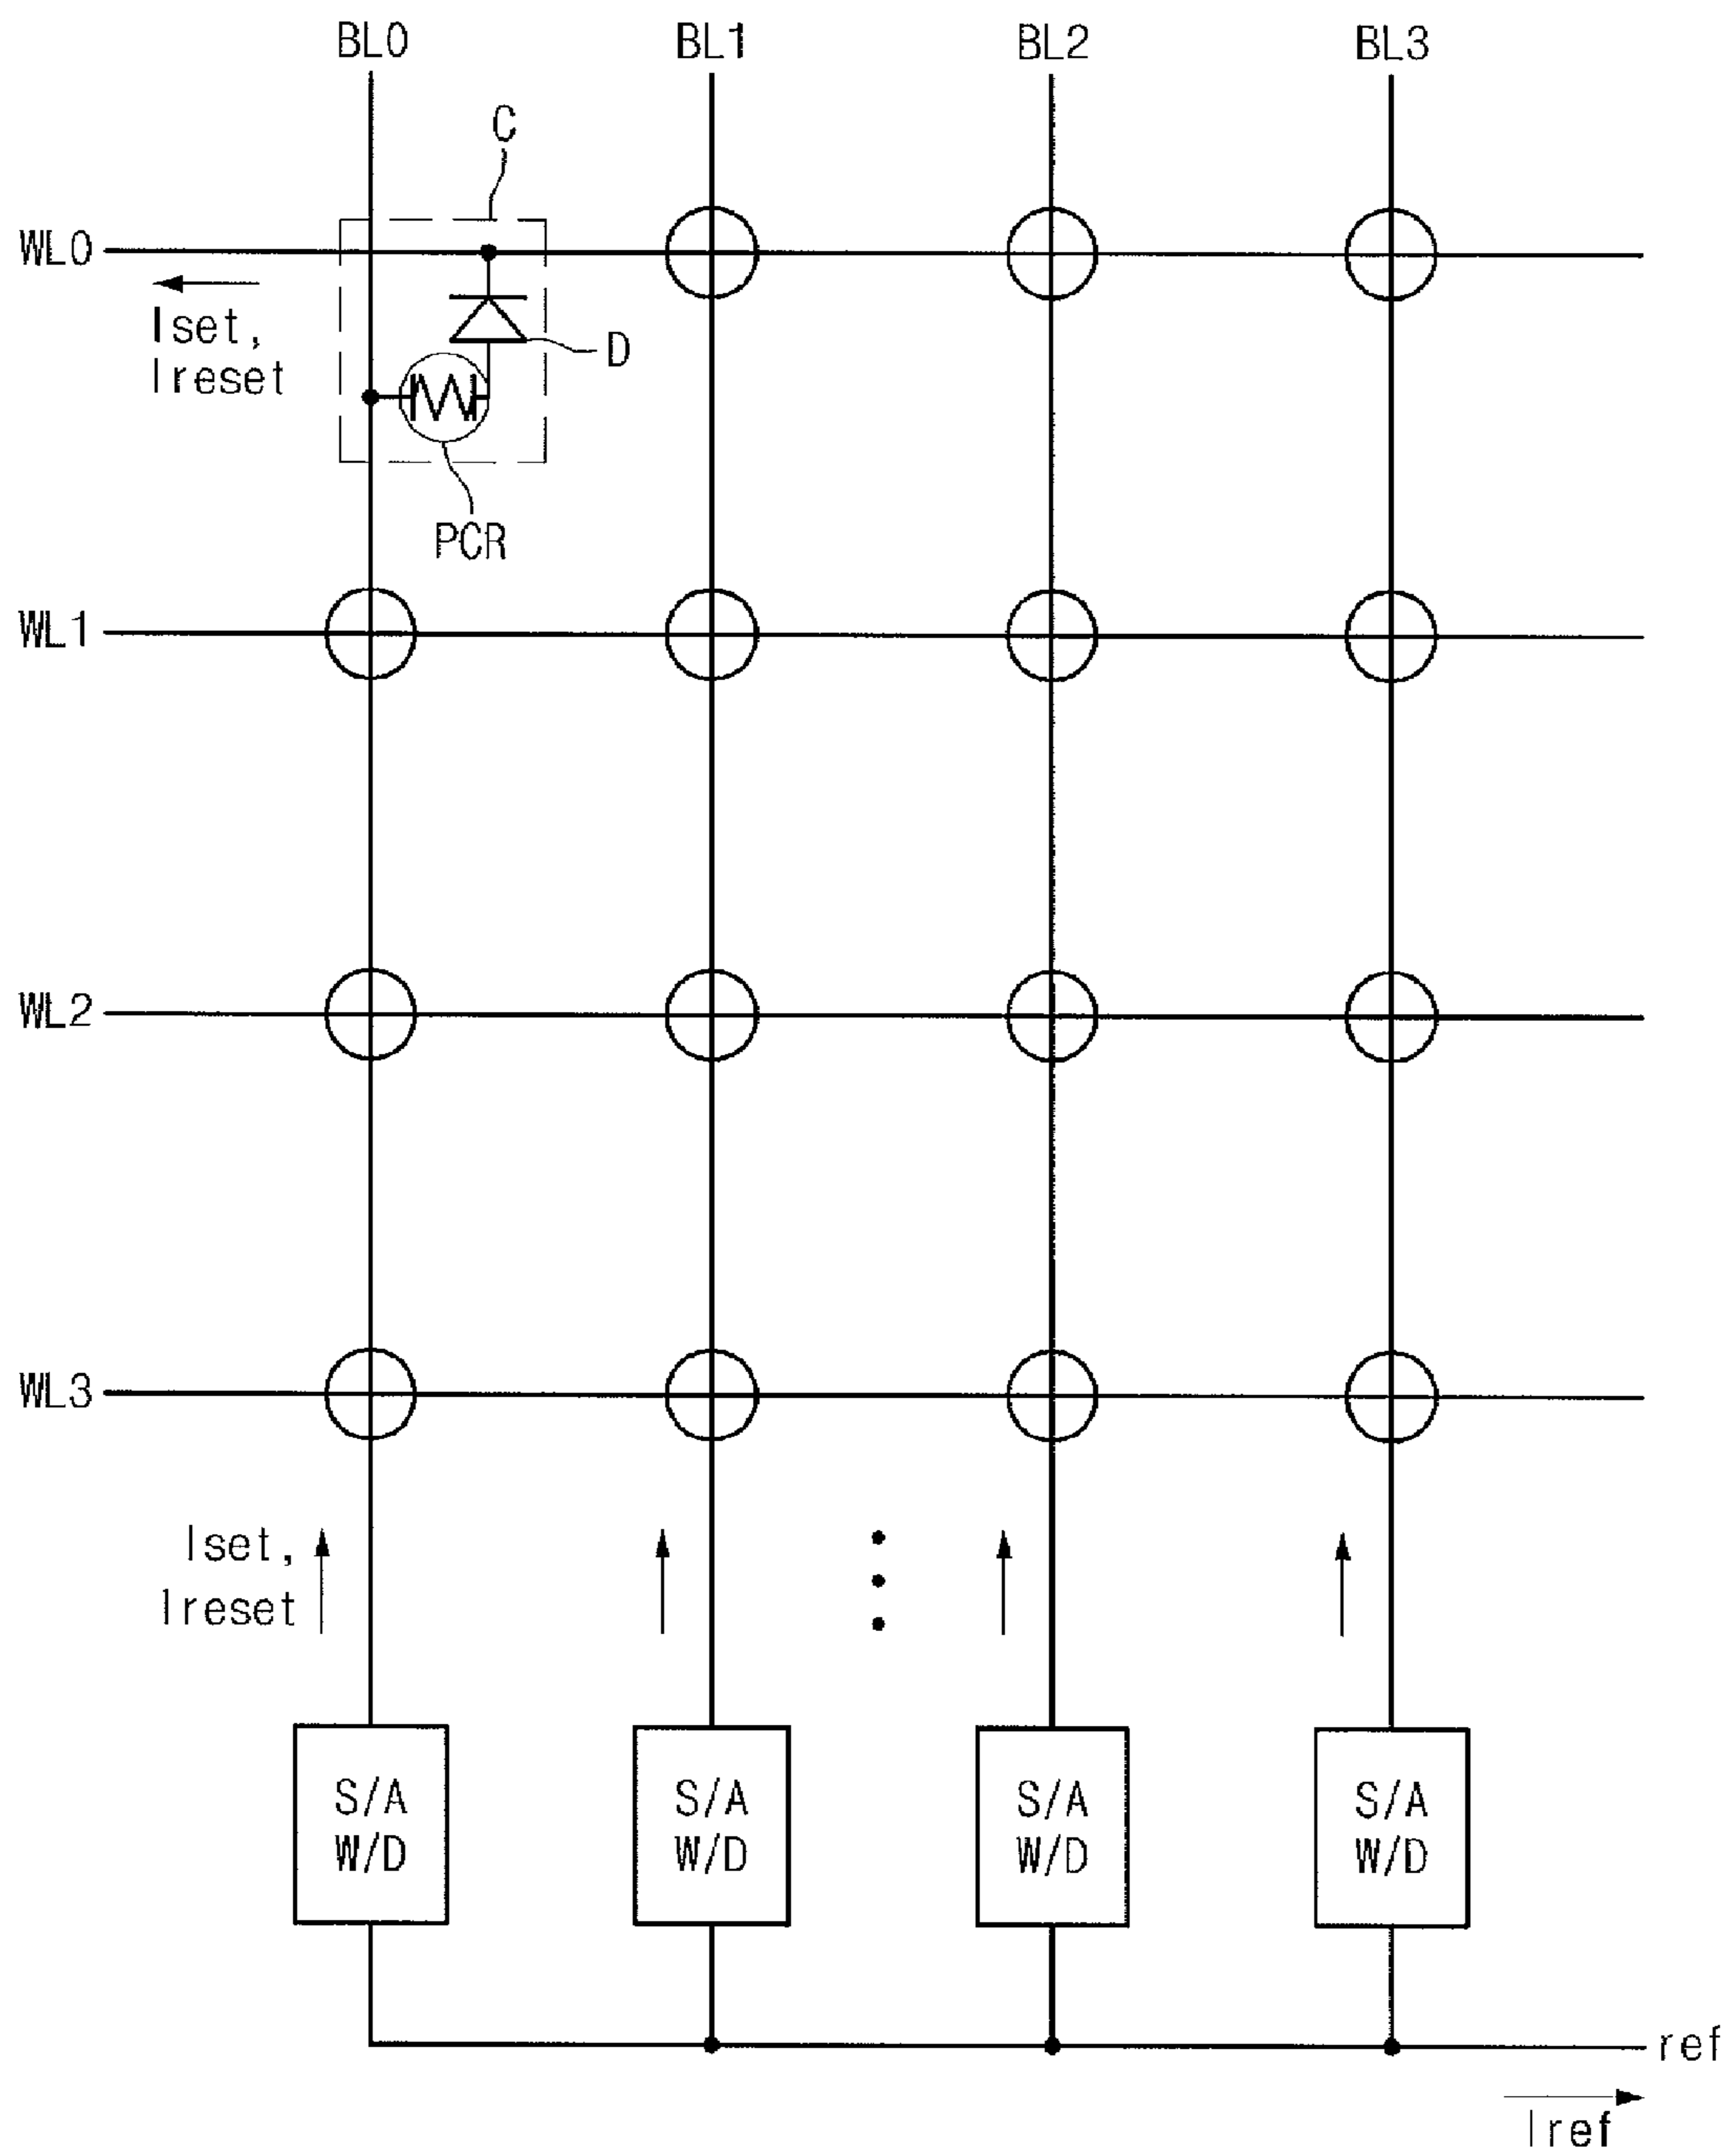 BL0
BL1
BL2
BL3
C
WL0
Iset,
Ireset
D
PCR
WL1
WL2
WL3
Iset,
Ireset
S/A
W/D
S/A
W/D
S/A
W/D
S/A
W/D
ref
Iref